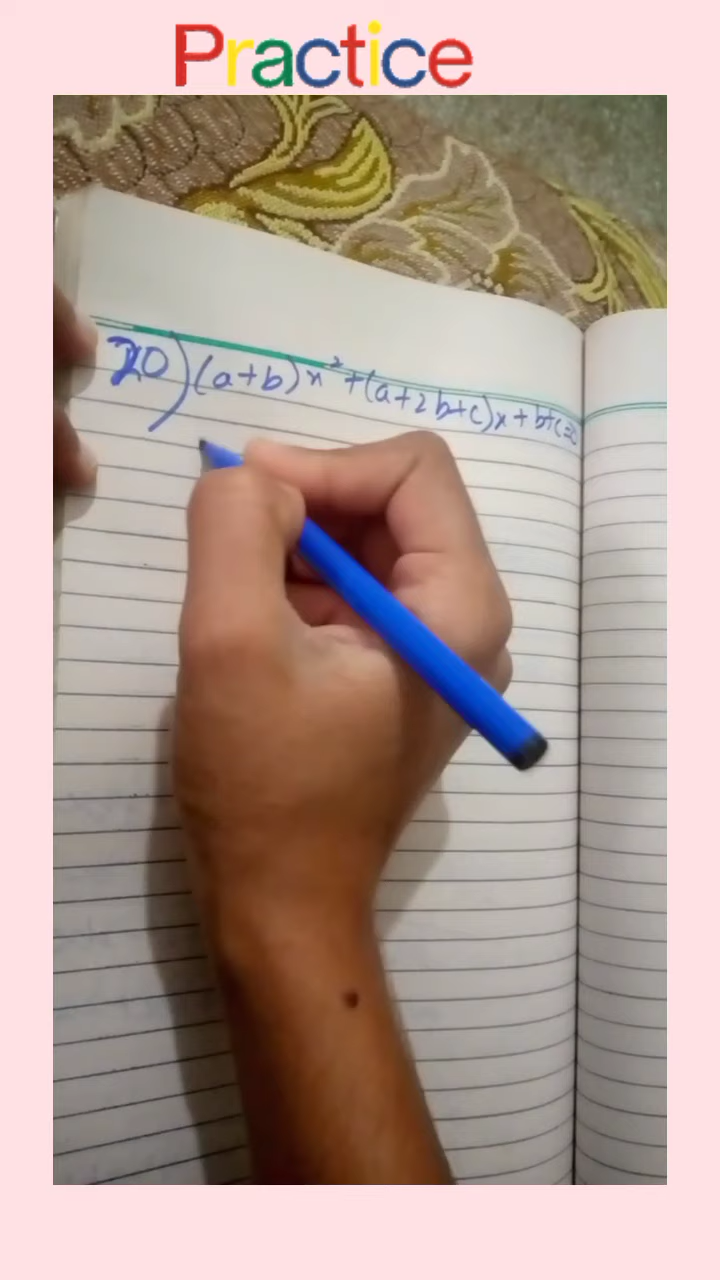 Practice
20) (a+b)x² + (a+2b+c)x + b+c=0